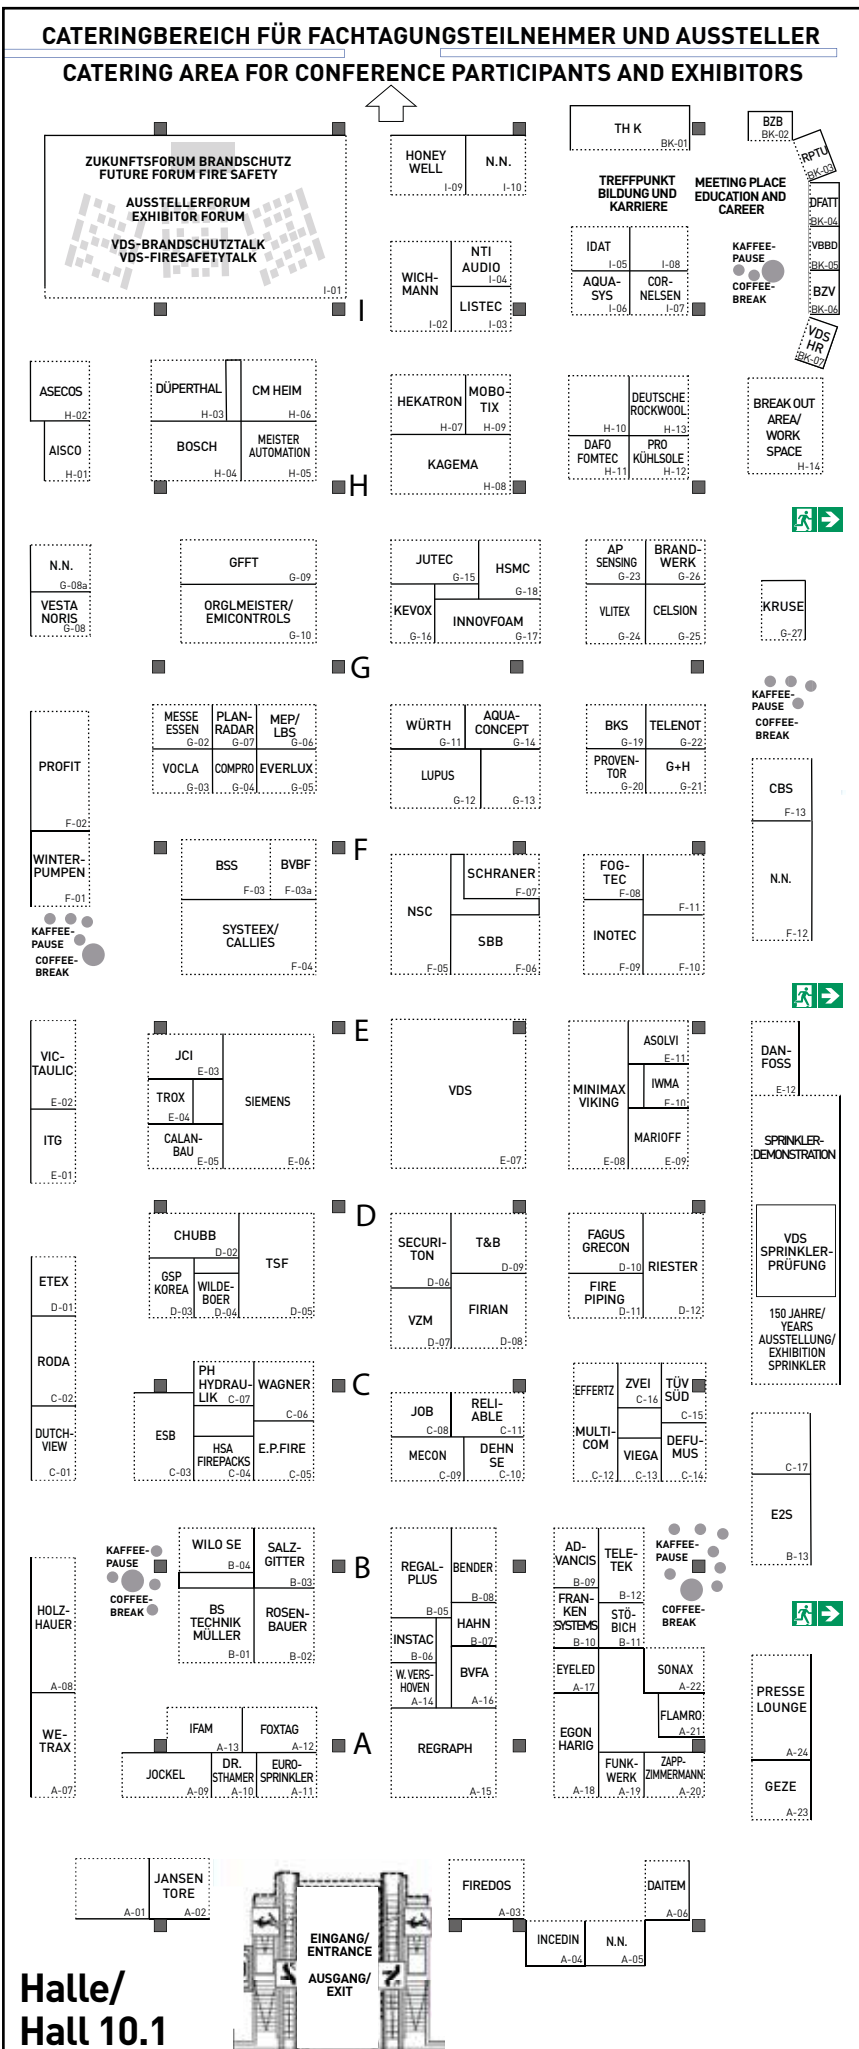 CATERINGBEREICH FÜR FACHTAGUNGSTEILNEHMER UND AUSSTELLER
CATERING AREA FOR CONFERENCE PARTICIPANTS AND EXHIBITORS
ZUKUNFTSFORUM BRANDSCHUTZ
FUTURE FORUM FIRE SAFETY
AUSSTELLERFORUM
EXHIBITOR FORUM
VDS-BRANDSCHUTZTALK
VDS-FIRESAFETYTALK
I-01
HONEY
WELL
I-09
N.N.
I-10
TH K
BK-01
BZB
BK-02
RPTU
BK-03
TREFFPUNKT
BILDUNG UND
KARRIERE
MEETING PLACE
EDUCATION AND
CAREER
DFATT
BK-04
VBBD
BK-05
BZV
BK-06
VDS
HR
BK-07
KAFFEE-
PAUSE
COFFEE-
BREAK
WICH-
MANN
I-02
NTI
AUDIO
I-04
LISTEC
I-03
IDAT
I-05
I-08
AQUA-
SYS
I-06
COR-
NELSEN
I-07
I
ASECOS
H-02
AISCO
H-01
DÜPERTHAL
H-03
CM HEIM
H-06
BOSCH
H-04
MEISTER
AUTOMATION
H-05
HEKATRON
H-07
MOBO-
TIX
H-09
KAGEMA
H-08
H-10
DEUTSCHE
ROCKWOOL
H-13
DAFO
FOMTEC
H-11
PRO
KÜHLSOLE
H-12
BREAK OUT
AREA/
WORK
SPACE
H-14
H
N.N.
G-08a
VESTA
NORIS
G-08
GFFT
G-09
ORGLMEISTER/
EMICONTROLS
G-10
JUTEC
G-15
HSMC
G-18
KEVOX
G-16
INNOVFOAM
G-17
AP
SENSING
G-23
BRAND-
WERK
G-26
VLITEX
G-24
CELSION
G-25
KRUSE
G-27
G
KAFFEE-
PAUSE
COFFEE-
BREAK
PROFIT
F-02
WINTER-
PUMPEN
F-01
MESSE
ESSEN
G-02
PLAN-
RADAR
G-07
MEP/
LBS
G-06
VOCLA
G-03
COMPRO
G-04
EVERLUX
G-05
WÜRTH
G-11
AQUA-
CONCEPT
G-14
LUPUS
G-12
G-13
BKS
G-19
TELENOT
G-22
PROVEN-
TOR
G-20
G+H
G-21
CBS
F-13
N.N.
F-12
F
KAFFEE-
PAUSE
COFFEE-
BREAK
BSS
F-03
BVBF
F-03a
SYSTEEX/
CALLIES
F-04
NSC
F-05
SCHRANER
F-07
SBB
F-06
FOG-
TEC
F-08
F-11
INOTEC
F-09
F-10
E
VIC-
TAULIC
E-02
ITG
E-01
JCI
E-03
TROX
E-04
CALAN-
BAU
E-05
SIEMENS
E-06
VDS
E-07
MINIMAX
VIKING
E-08
ASOLVI
E-11
IWMA
E-10
MARIOFF
E-09
DAN-
FOSS
E-12
SPRINKLER-
DEMONSTRATION
VDS
SPRINKLER-
PRÜFUNG
150 JAHRE/
YEARS
AUSSTELLUNG/
EXHIBITION
SPRINKLER
D
ETEX
D-01
RODA
C-02
DUTCH-
VIEW
C-01
CHUBB
D-02
GSP
KOREA
D-03
WILDE-
BOER
D-04
TSF
D-05
SECURI-
TON
D-06
T&B
D-09
VZM
D-07
FIRIAN
D-08
FAGUS
GRECON
D-10
FIRE
PIPING
D-11
RIESTER
D-12
C
ESB
C-03
PH
HYDRAU-
LIK
C-07
WAGNER
C-06
HSA
FIREPACKS
C-04
E.P.FIRE
C-05
JOB
C-08
RELI-
ABLE
C-11
MECON
C-09
DEHN
SE
C-10
EFFERTZ
MULTI-
COM
C-12
ZVEI
C-16
TÜV
SÜD
C-15
VIEGA
C-13
DEFU-
MUS
C-14
C-17
E2S
B-13
B
KAFFEE-
PAUSE
COFFEE-
BREAK
HOLZ-
HAUER
A-08
WE-
TRAX
A-07
WILO SE
B-04
SALZ-
GITTER
B-03
BS
TECHNIK
MÜLLER
B-01
ROSEN-
BAUER
B-02
REGAL-
PLUS
B-05
BENDER
B-08
HAHN
B-07
INSTAC
B-06
W. VERS-
HOVEN
A-14
BVFA
A-16
REGRAPH
A-15
AD-
VANCIS
B-09
TELE-
TEK
B-12
FRAN-
KEN
SYSTEMS
B-10
STÖ-
BICH
B-11
KAFFEE-
PAUSE
COFFEE-
BREAK
EYELED
A-17
SONAX
A-22
FLAMRO
A-21
EGON
HARIG
A-18
FUNK-
WERK
A-19
ZAPP-
ZIMMERMANN
A-20
PRESSE
LOUNGE
A-24
GEZE
A-23
A
IFAM
A-13
FOXTAG
A-12
JOCKEL
A-09
DR.
STHAMER
A-10
EURO-
SPRINKLER
A-11
A-01
JANSEN
TORE
A-02
FIREDOS
A-03
INCEDIN
A-04
N.N.
A-05
DAITEM
A-06
EINGANG/
ENTRANCE
AUSGANG/
EXIT
Halle/
Hall 10.1